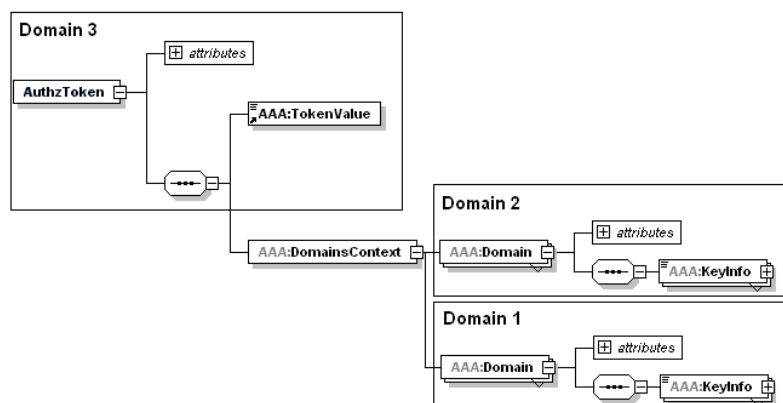 Domain 3
attributes
AuthzToken
AAA:TokenValue
Domain 2
AAA:DomainsContext
AAA:Domain
attributes
AAA:KeyInfo
Domain 1
attributes
AAA:Domain
AAA:KeyInfo